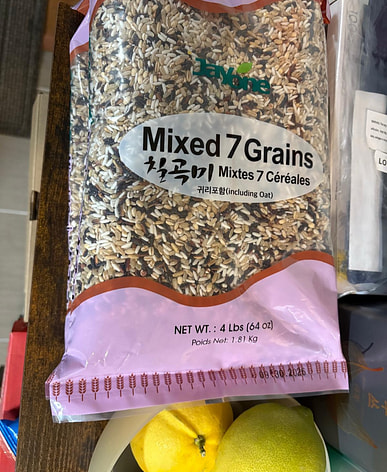 Jayone
Mixed 7 Grains
칠곡미 Mixtes 7 Céréales
귀리포함(including Oat)
NET WT. : 4 Lbs (64 oz)
Poids Net: 1.81 Kg